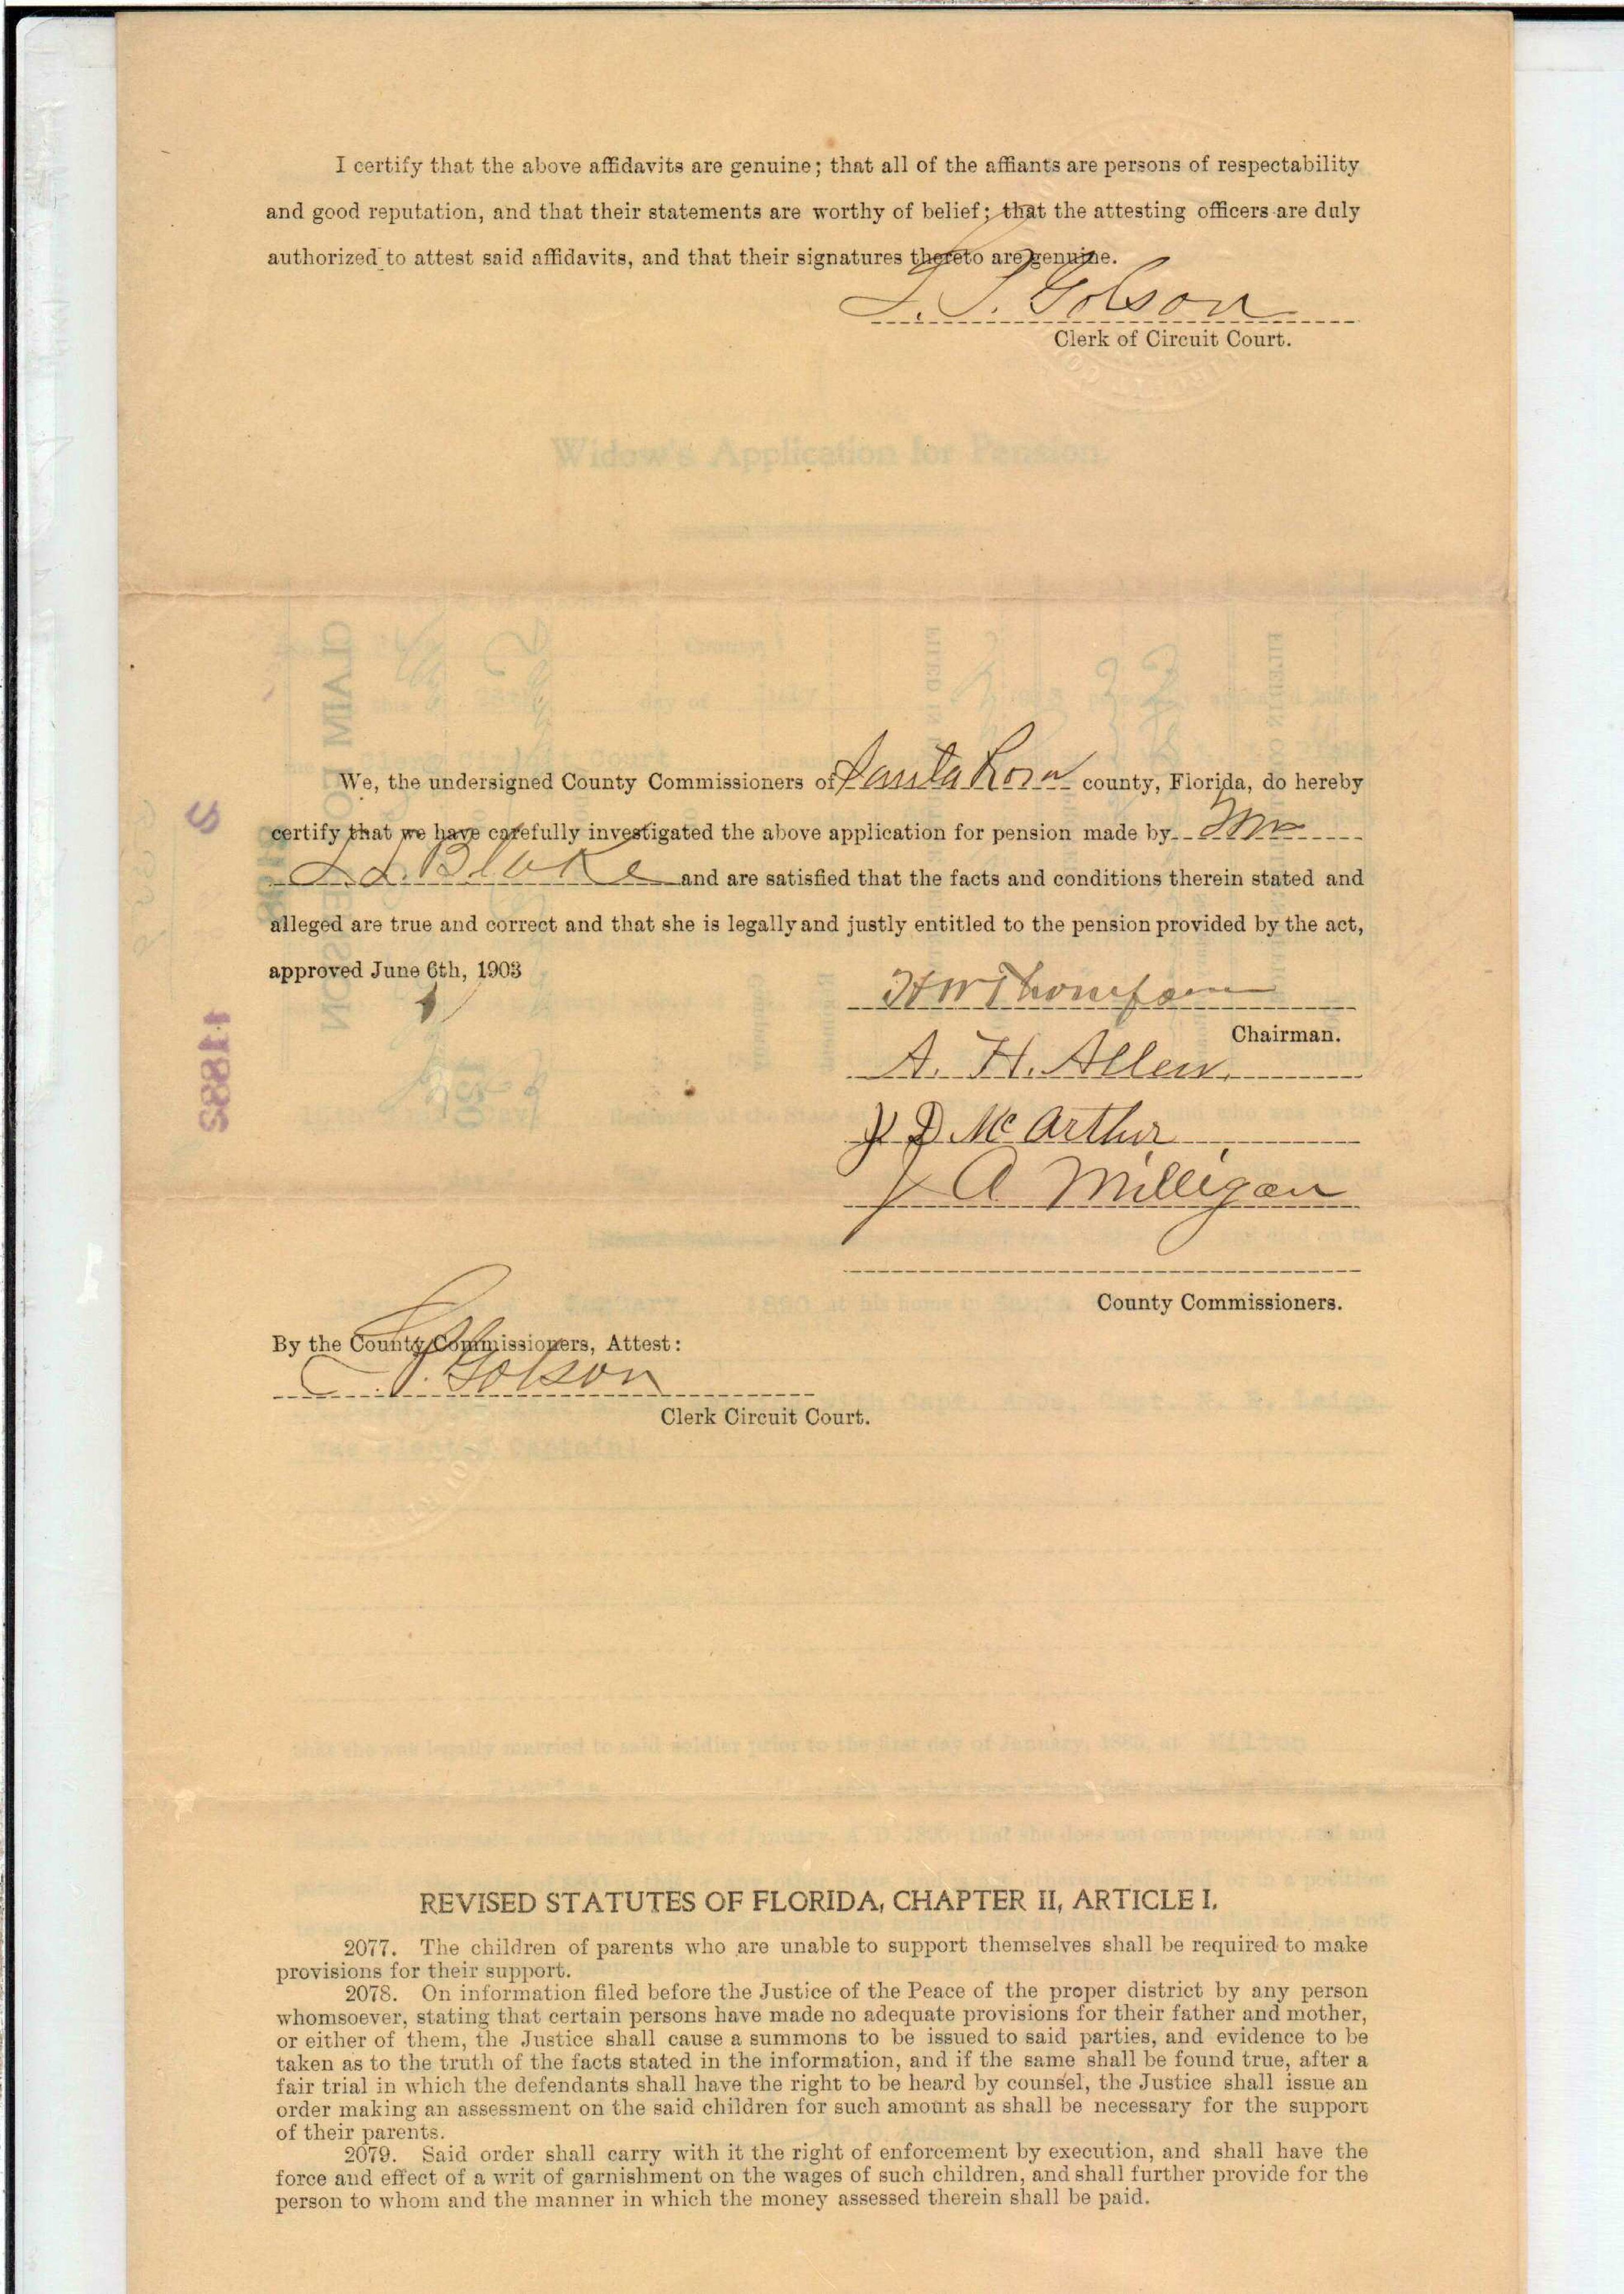 I certify that the above affidavits are genuine; that all of the affiants are persons of respectability
and good reputation, and that their statements are worthy of belief; that the attesting officers are duly
authorized to attest said affidavits, and that their signatures thereto are genuine.
Golson
Clerk of Circuit Court.
Widow's Application for Pension.
We, the undersigned County Commissioners of Santa Rosa county, Florida, do hereby
certify that we have carefully investigated the above application for pension made by Mrs
L. L. Blake and are satisfied that the facts and conditions therein stated and
alleged are true and correct and that she is legally and justly entitled to the pension provided by the act,
approved June 6th, 1903
H W Thompson
Chairman.
A. H. Allen
J D McArthur
J A Milligan
County Commissioners.
By the County Commissioners, Attest:
Golson
Clerk Circuit Court.
REVISED STATUTES OF FLORIDA, CHAPTER II, ARTICLE I.
2077. The children of parents who are unable to support themselves shall be required to make
provisions for their support.
2078. On information filed before the Justice of the Peace of the proper district by any person
whomsoever, stating that certain persons have made no adequate provisions for their father and mother,
or either of them, the Justice shall cause a summons to be issued to said parties, and evidence to be
taken as to the truth of the facts stated in the information, and if the same shall be found true, after a
fair trial in which the defendants shall have the right to be heard by counsel, the Justice shall issue an
order making an assessment on the said children for such amount as shall be necessary for the support
of their parents.
2079. Said order shall carry with it the right of enforcement by execution, and shall have the
force and effect of a writ of garnishment on the wages of such children, and shall further provide for the
person to whom and the manner in which the money assessed therein shall be paid.